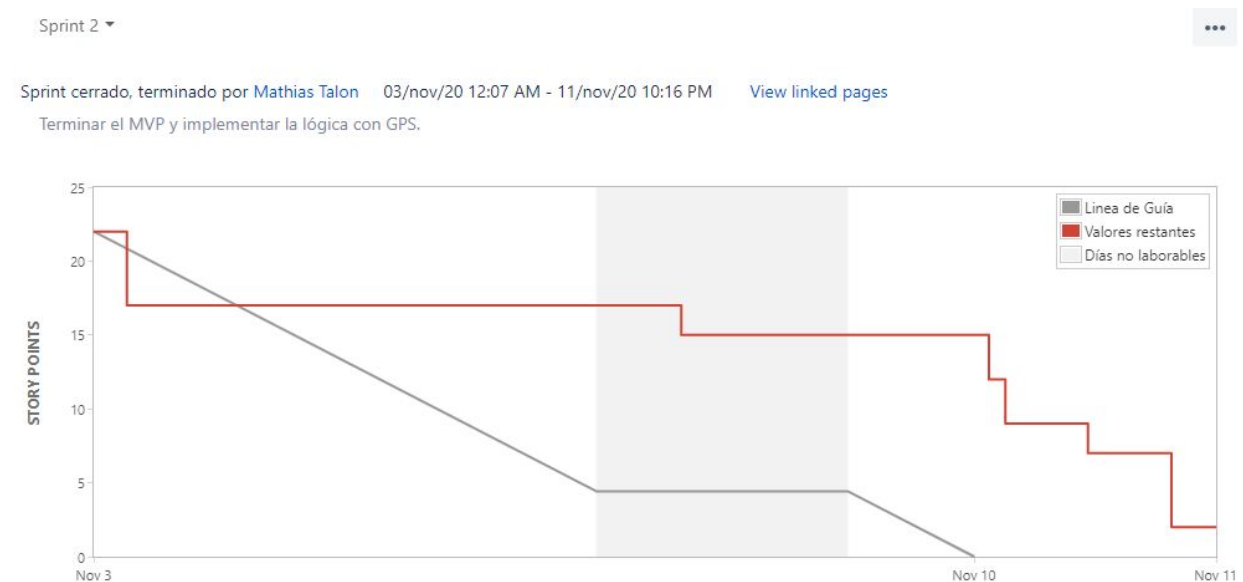 Sprint 2
Sprint cerrado, terminado por Mathias Talon 03/nov/20 12:07 AM - 11/nov/20 10:16 PM View linked pages
Terminar el MVP y implementar la lógica con GPS.
25
20
15
10
5
0
STORY POINTS
Linea de Guía
Valores restantes
Días no laborables
Nov 3
Nov 10
Nov 11